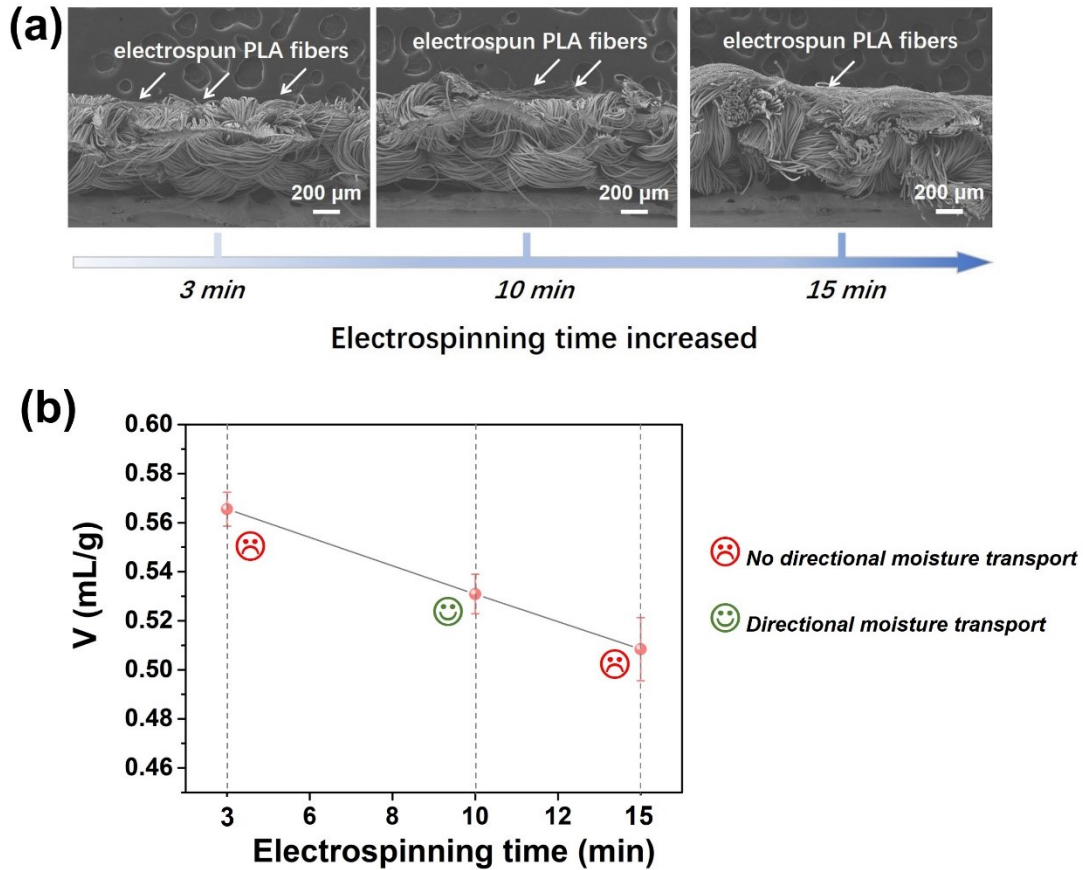 (a)
electrospun PLA fibers
electrospun PLA fibers
electrospun PLA fibers
200 μm
200 μm
200 μm
3 min
10 min
15 min
Electrospinning time increased
(b)
0.60
0.58
0.56
0.54
0.52
0.50
0.48
0.46
V (mL/g)
3
6
8
10
12
15
Electrospinning time (min)
No directional moisture transport
Directional moisture transport